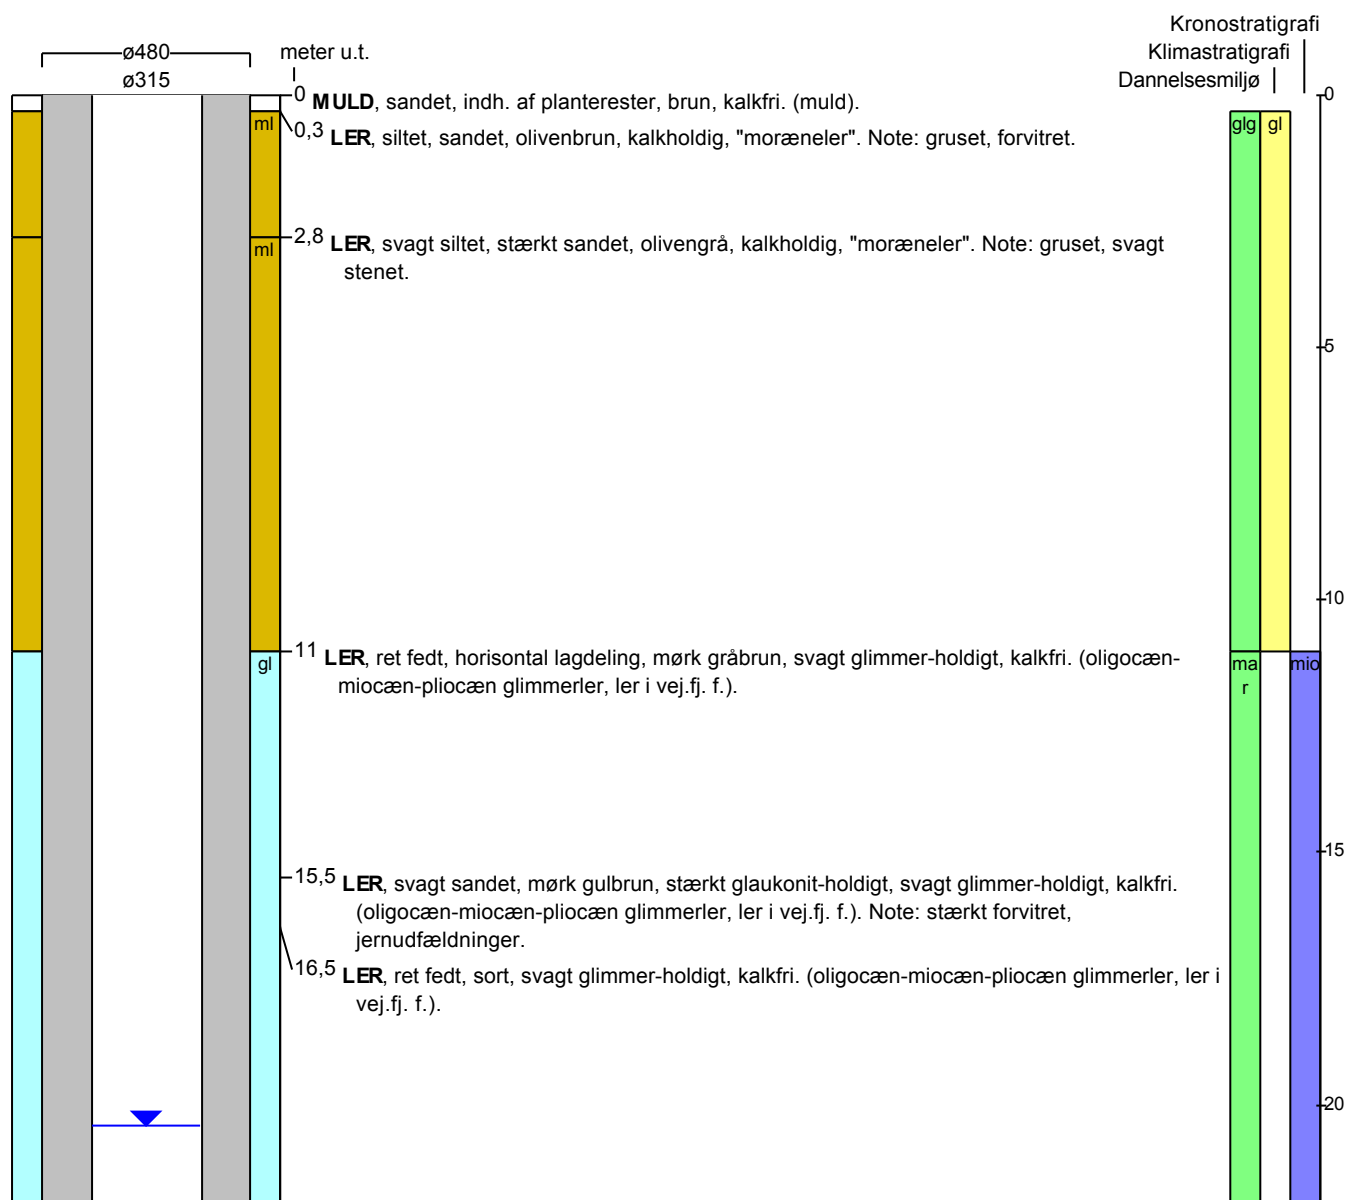 Kronostratigrafi
ø480 meter u.t. Klimastratigrafi
ø315 Dannelsesmiljø
0 MULD, sandet, indh. af planterester, brun, kalkfri. (muld). 0
ml 0,3 LER, siltet, sandet, olivenbrun, kalkholdig, "moræneler". Note: gruset, forvitret. glg gl
ml 2,8 LER, svagt siltet, stærkt sandet, olivengrå, kalkholdig, "moræneler". Note: gruset, svagt
stenet.
5
10
gl 11 LER, ret fedt, horisontal lagdeling, mørk gråbrun, svagt glimmer-holdigt, kalkfri. (oligocæn- ma mio
miocæn-pliocæn glimmerler, ler i vej.fj. f.). r
15
15,5 LER, svagt sandet, mørk gulbrun, stærkt glaukonit-holdigt, svagt glimmer-holdigt, kalkfri.
(oligocæn-miocæn-pliocæn glimmerler, ler i vej.fj. f.). Note: stærkt forvitret,
jernudfældninger.
16,5 LER, ret fedt, sort, svagt glimmer-holdigt, kalkfri. (oligocæn-miocæn-pliocæn glimmerler, ler i
vej.fj. f.).
20